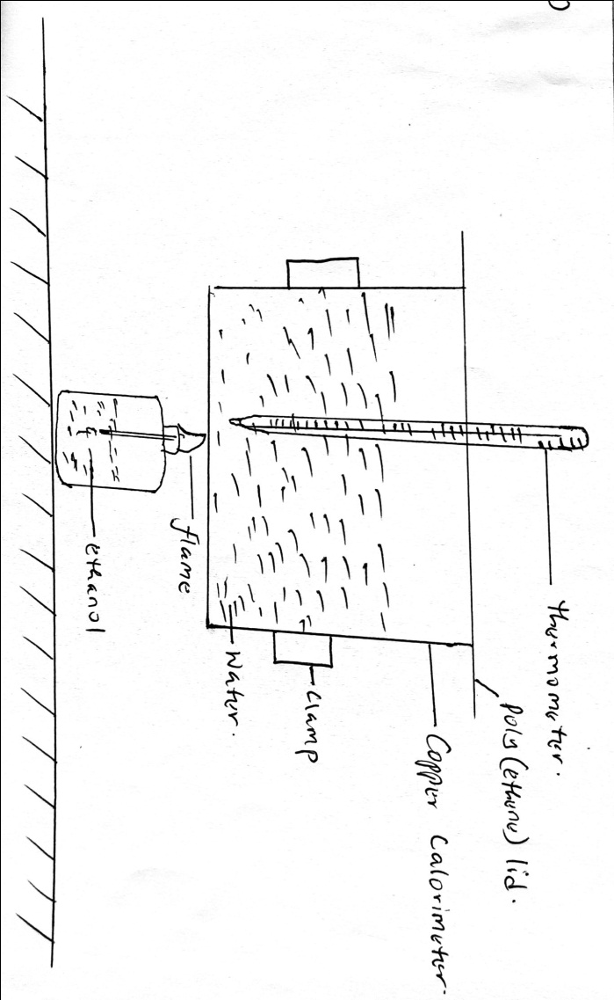 thermometer.
Poly(ethene) lid.
Copper Calorimeter.
Clamp
Water.
flame
ethanol